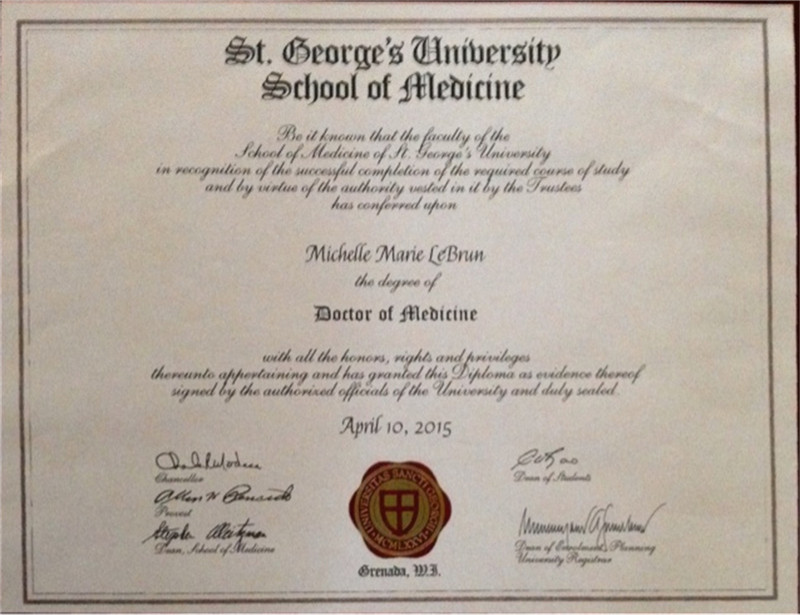 St. George's University
School of Medicine
Be it known that the faculty of the
School of Medicine of St. George's University
in recognition of the successful completion of the required course of study
and by virtue of the authority vested in it by the Trustees
has conferred upon
Michelle Marie LeBrun
the degree of
Doctor of Medicine
with all the honors, rights and privileges
thereunto appertaining and has granted this Diploma as evidence thereof
signed by the authorized officials of the University and duly sealed.
April 10, 2015
Chancellor
Provost
Dean, School of Medicine
UNIVERSITAS SANCTI GEORGII
MCMLXXVI
Grenada, W.I.
Dean of Students
Dean of Enrolment Planning
University Registrar